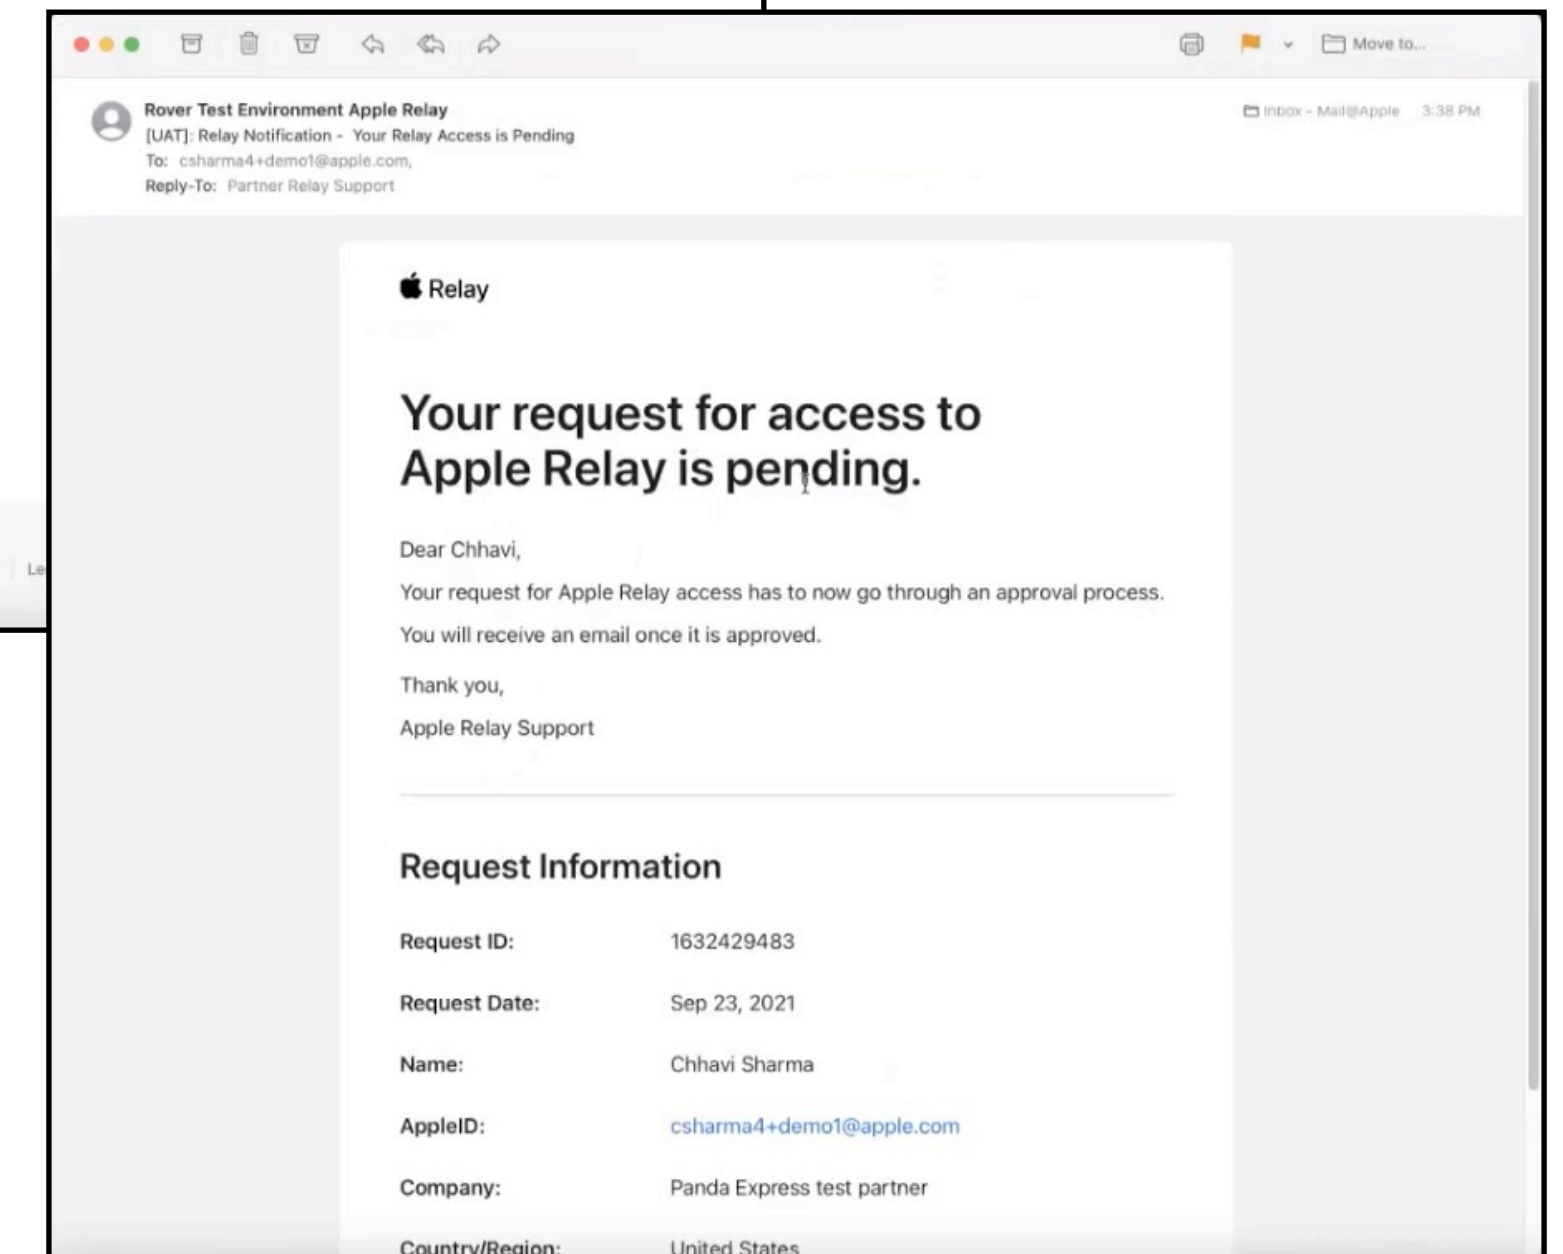 Move to...
Rover Test Environment Apple Relay
Inbox - Mail@Apple 3:38 PM
[UAT]: Relay Notification - Your Relay Access is Pending
To: csharma4+demo1@apple.com,
Reply-To: Partner Relay Support
Relay
Your request for access to
Apple Relay is pending.
Dear Chhavi,
Le
Your request for Apple Relay access has to now go through an approval process.
You will receive an email once it is approved.
Thank you,
Apple Relay Support
Request Information
Request ID: 1632429483
Request Date: Sep 23, 2021
Name: Chhavi Sharma
AppleID: csharma4+demo1@apple.com
Company: Panda Express test partner
Country/Region: United States